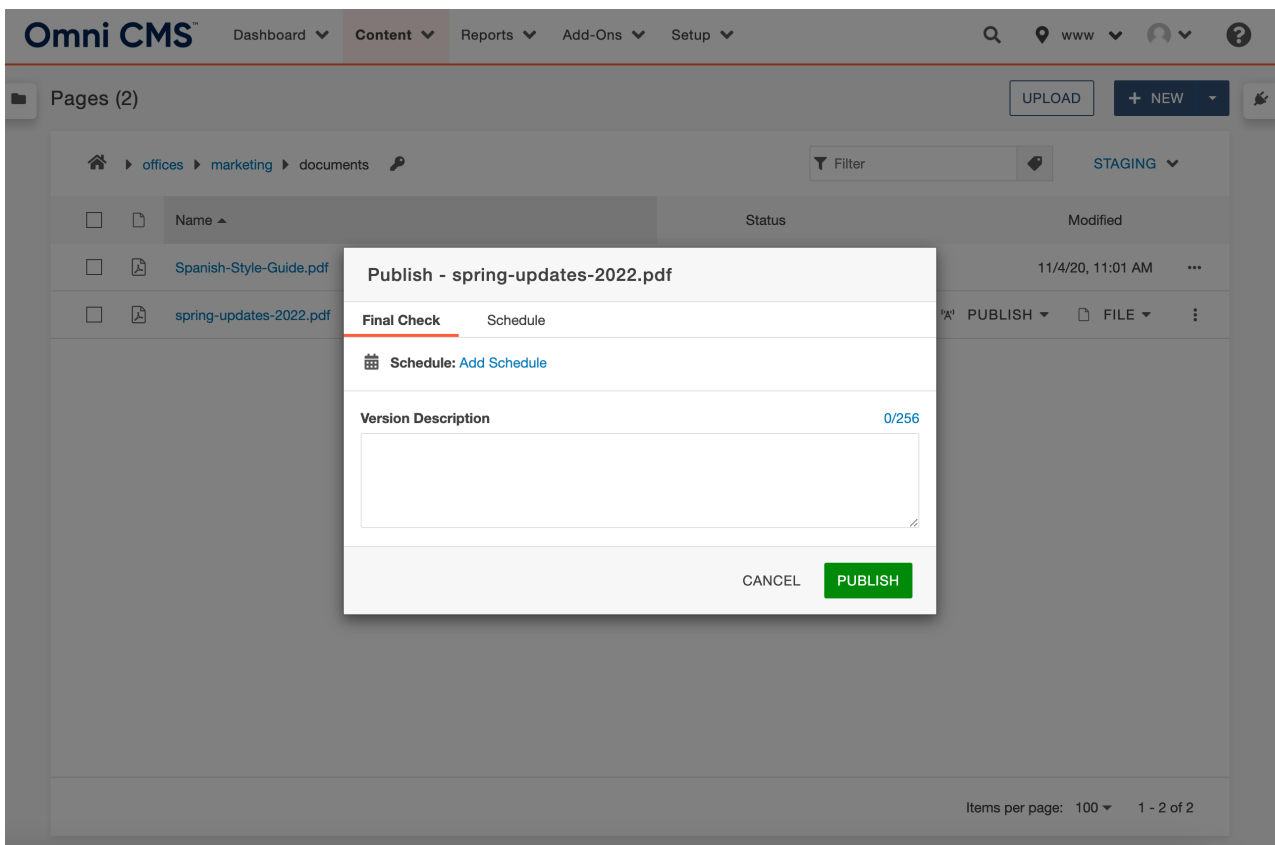 Omni CMS™ Dashboard Content Reports Add-Ons Setup www
Pages (2) UPLOAD + NEW
offices marketing documents Filter STAGING
Name Status Modified
Spanish-Style-Guide.pdf 11/4/20, 11:01 AM
spring-updates-2022.pdf PUBLISH FILE
Publish - spring-updates-2022.pdf
Final Check Schedule
Schedule: Add Schedule
Version Description 0/256
CANCEL PUBLISH
Items per page: 100 1 - 2 of 2